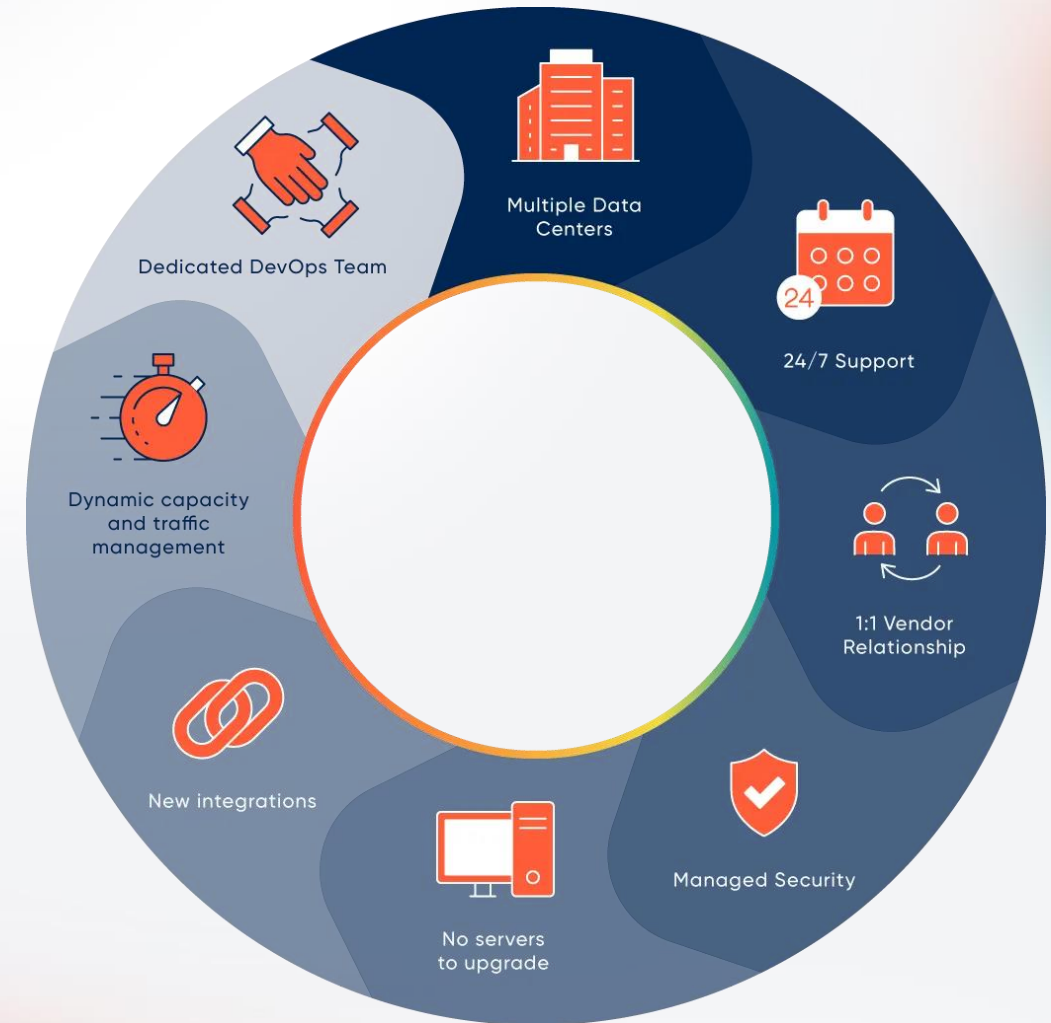 Multiple Data
Centers
24
24/7 Support
1:1 Vendor
Relationship
Managed Security
No servers
to upgrade
New integrations
Dynamic capacity
and traffic
management
Dedicated DevOps Team